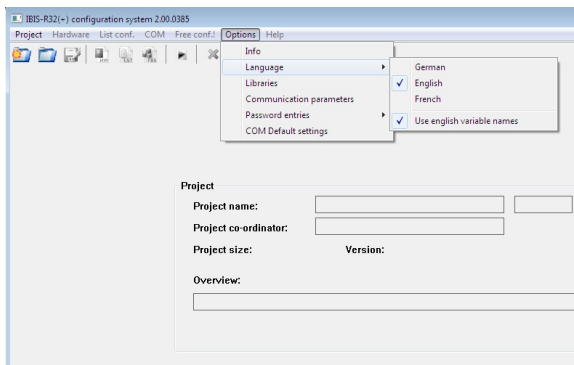 IBIS-R32(+) configuration system 2.00.0385
Project Hardware List conf. COM Free conf.! Options Help
Info
Language
Libraries
Communication parameters
Password entries
COM Default settings
German
English
French
Use english variable names
Project
Project name:
Project co-ordinator:
Project size: Version:
Overview: